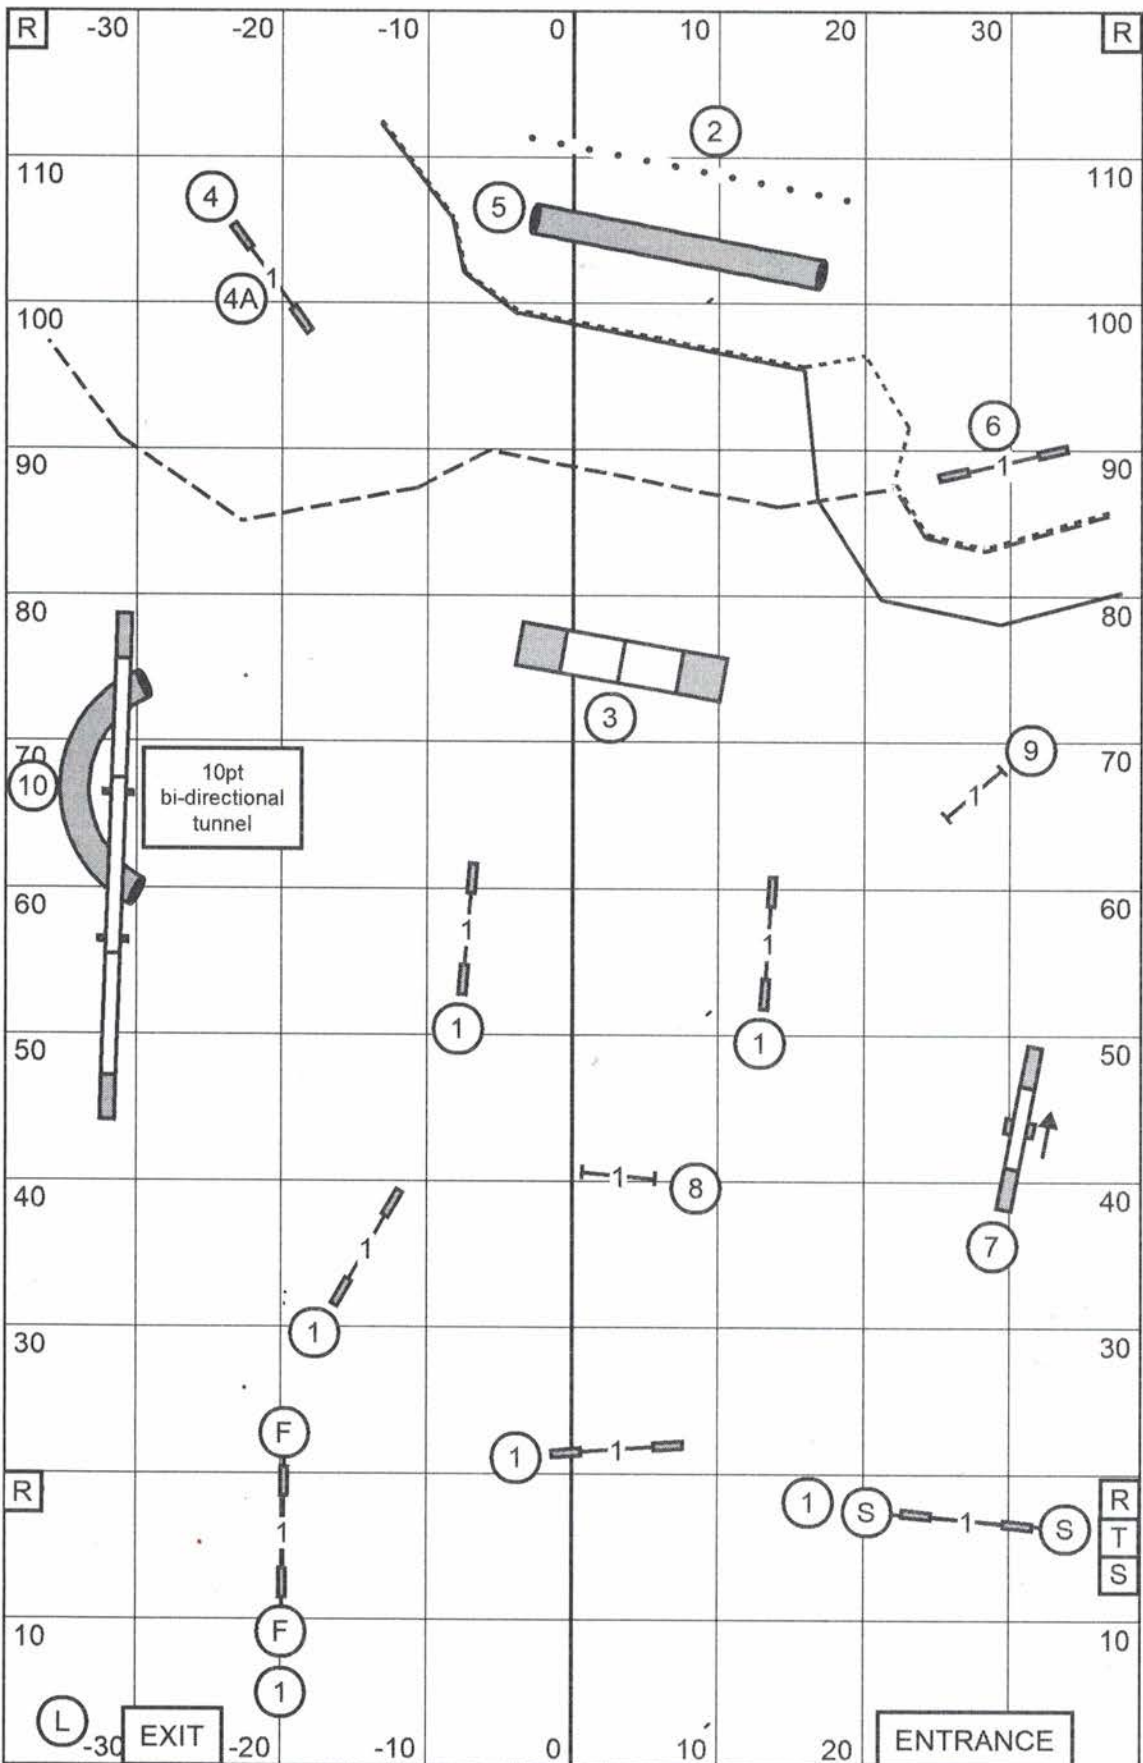 R -30 -20 -10 0 10 20 30 R
2
110 110
4
5
1
4A
100 100
6
90 1 90
80 80
3
9
70 70
10
10pt
bi-directional
tunnel
1
60 60
1 1
1 1
50 50
40 1 8 40
7
1
1
30 30
F
1 1
R R
1 S 1 S
1 T
S
F
10 10
1
L -30 EXIT -20 -10 0 10 20 ENTRANCE